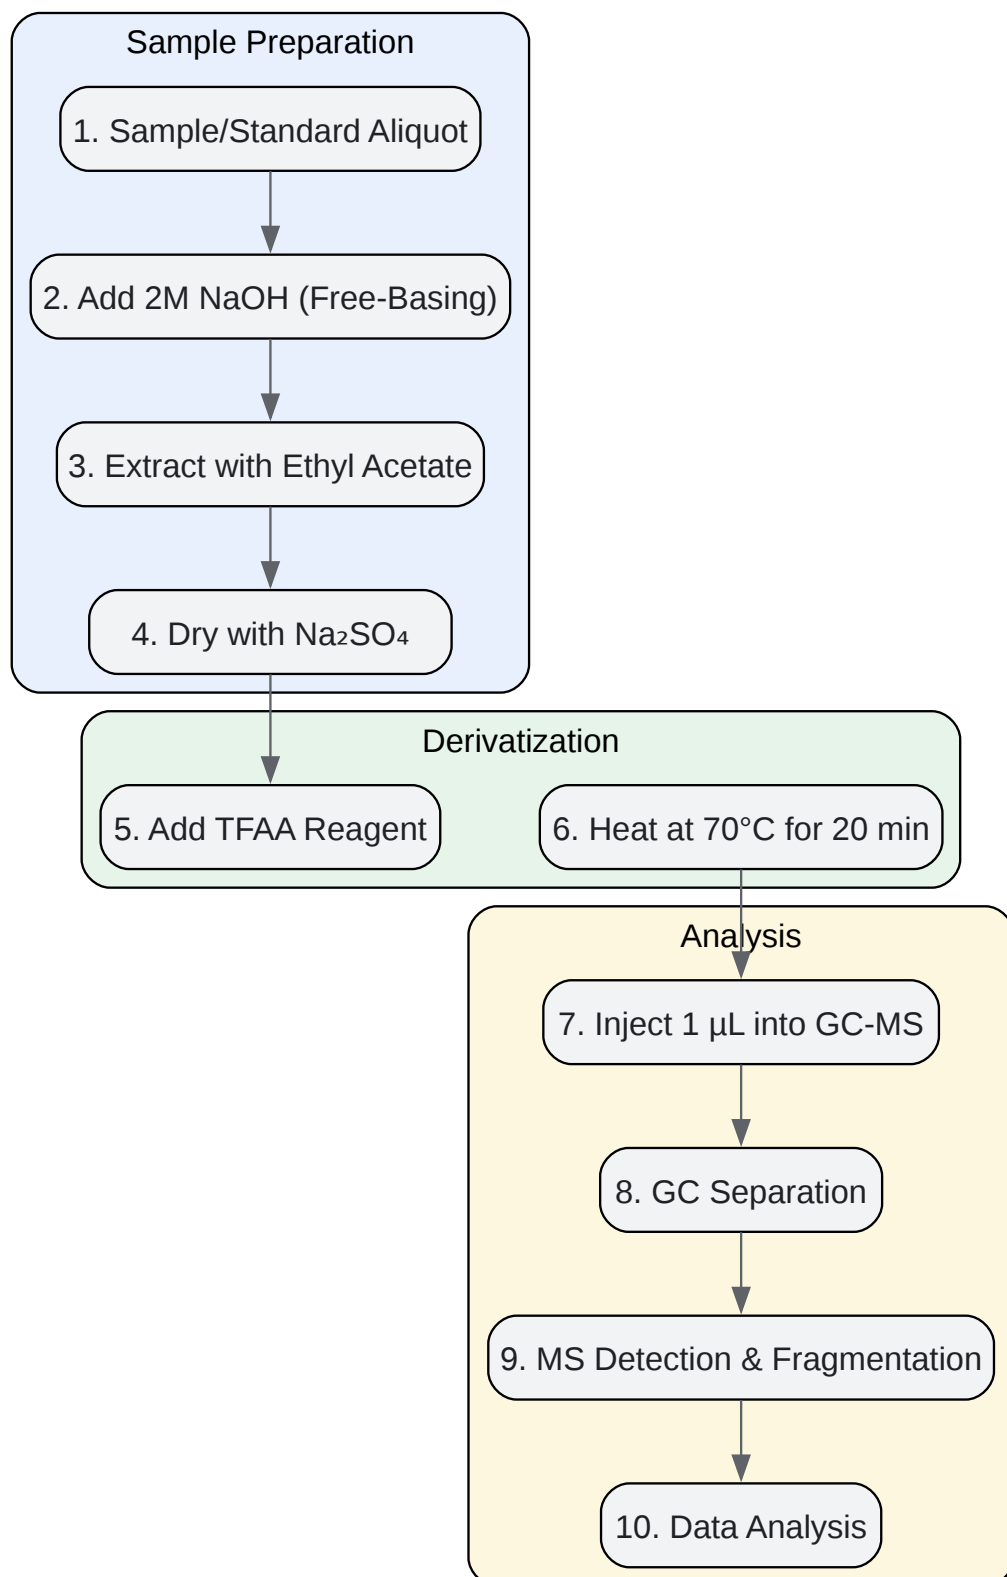 Sample Preparation
1. Sample/Standard Aliquot
2. Add 2M NaOH (Free-Basing)
3. Extract with Ethyl Acetate
4. Dry with Na₂SO₄
Derivatization
5. Add TFAA Reagent
6. Heat at 70°C for 20 min
Analysis
7. Inject 1 µL into GC-MS
8. GC Separation
9. MS Detection & Fragmentation
10. Data Analysis